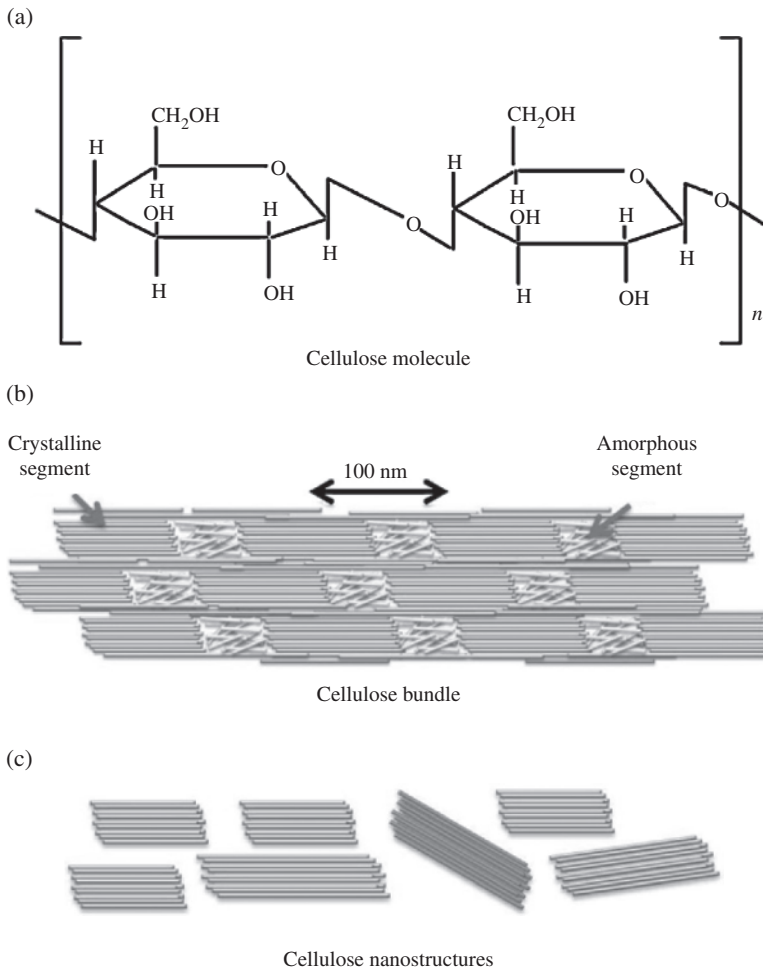 (a)
CH₂OH
CH₂OH
H
O
H
O
H
H
O
OH
H
OH
H
O
H
H
H
OH
H
OH
n
Cellulose molecule
(b)
Crystalline
segment
100 nm
Amorphous
segment
Cellulose bundle
(c)
Cellulose nanostructures